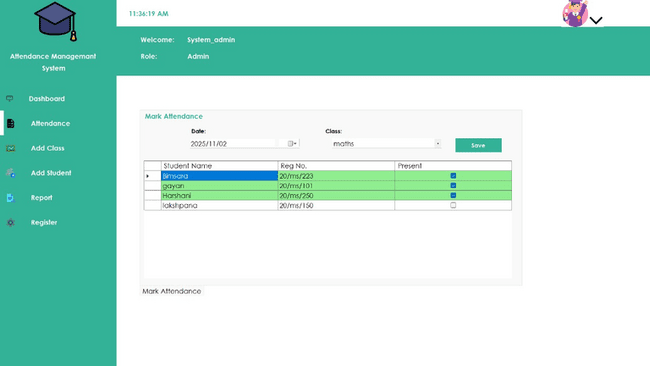 11:36:19 AM
Attendance Managemant
System
Welcome: System_admin
Role: Admin
Dashboard
Attendance
Add Class
Add Student
Report
Register
Mark Attendance
Date: Class:
2025/11/02 maths Save
Student Name Reg No. Present
Bimsara 20/ms/223
gayan 20/ms/101
Harshani 20/ms/250
lakshpana 20/ms/150
Mark Attendance